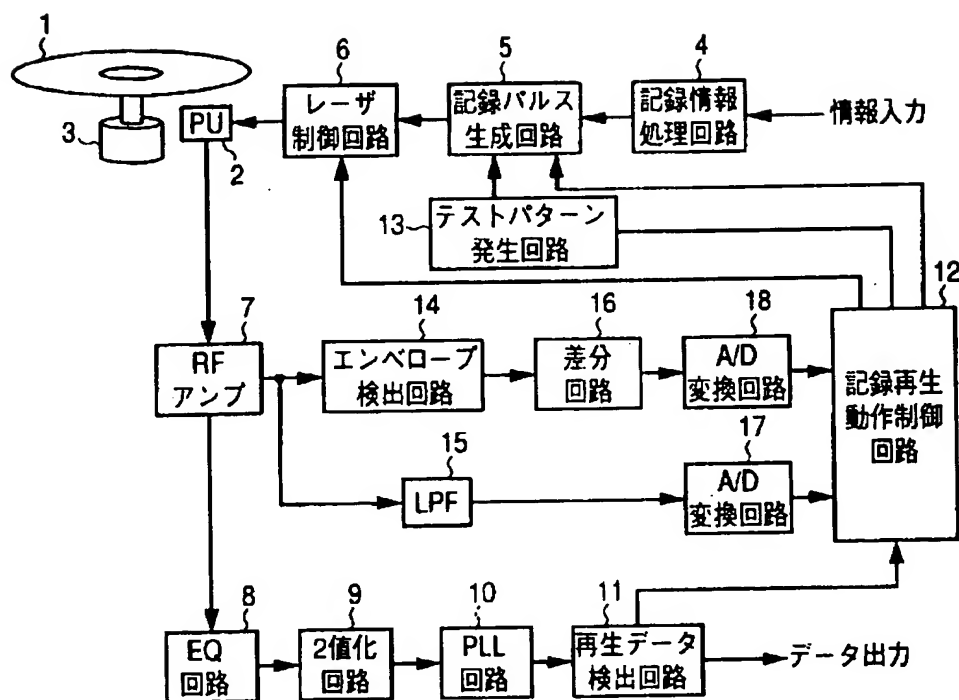 1
6
レーザ
制御回路
5
記録パルス
生成回路
4
記録情報
処理回路
情報入力
PU
2
3
13
テストパターン
発生回路
12
記録再生
動作制御
回路
7
RF
アンプ
14
エンベロープ
検出回路
16
差分
回路
18
A/D
変換回路
15
LPF
17
A/D
変換回路
8
EQ
回路
9
2値化
回路
10
PLL
回路
11
再生データ
検出回路
データ出力